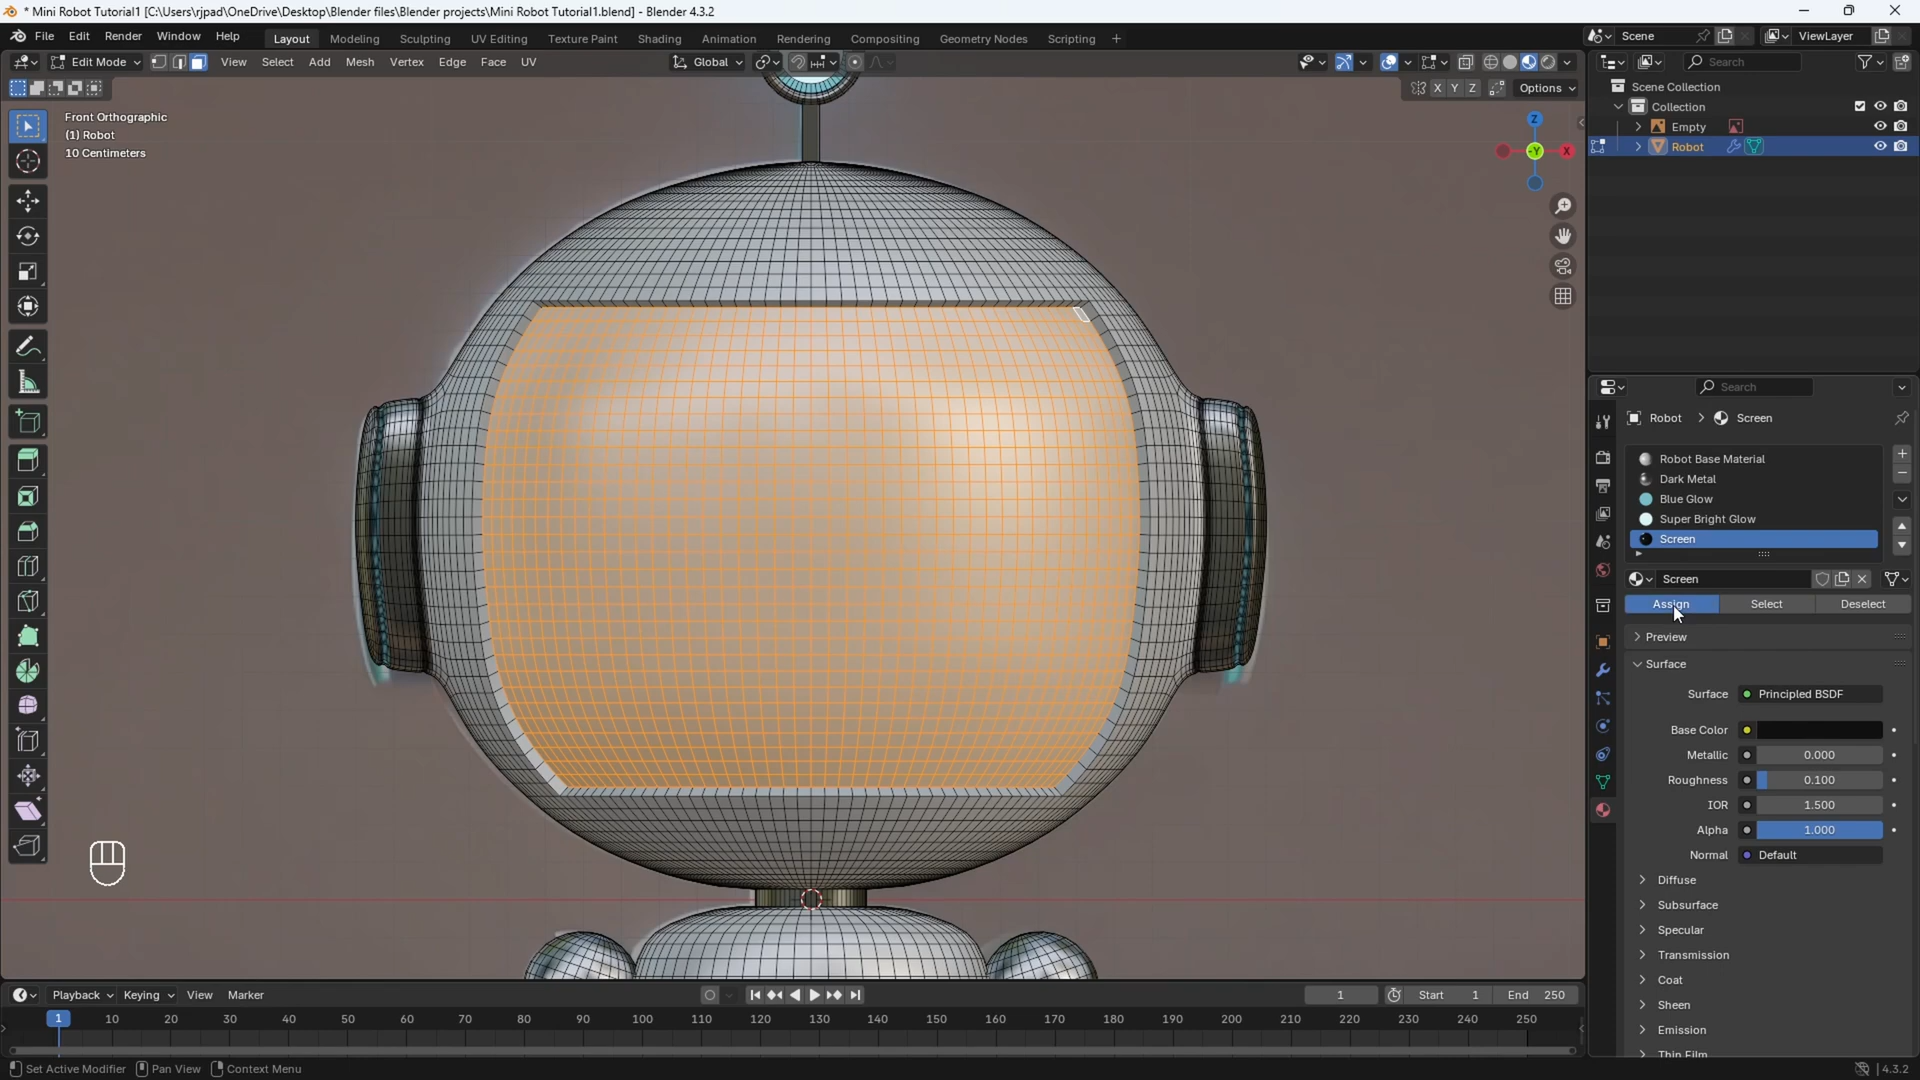 * Mini Robot Tutorial1 [C:\Users\rjpad\OneDrive\Desktop\Blender files\Blender projects\Mini Robot Tutorial1.blend] - Blender 4.3.2
File Edit Render Window Help Layout Modeling Sculpting UV Editing Texture Paint Shading Animation Rendering Compositing Geometry Nodes Scripting + Scene ViewLayer
Edit Mode View Select Add Mesh Vertex Edge Face UV Global Search
X Y Z Options
Scene Collection
Collection
Empty
Robot
Front Orthographic
(1) Robot
10 Centimeters
Z
-Y
X
Search
Robot > Screen
Robot Base Material
Dark Metal
Blue Glow
Super Bright Glow
Screen
Screen
Assign Select Deselect
Preview
Surface
Surface Principled BSDF
Base Color
Metallic 0.000
Roughness 0.100
IOR 1.500
Alpha 1.000
Normal Default
Diffuse
Subsurface
Specular
Transmission
Coat
Sheen
Emission
Thin Film
Playback Keying View Marker 1 Start 1 End 250
1 10 20 30 40 50 60 70 80 90 100 110 120 130 140 150 160 170 180 190 200 210 220 230 240 250
Set Active Modifier Pan View Context Menu 4.3.2